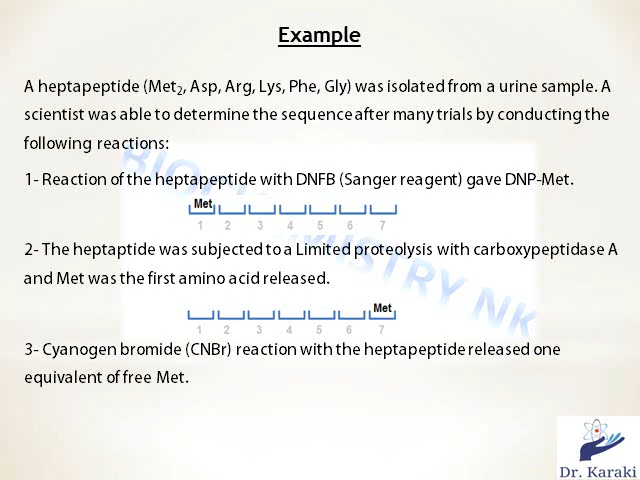 Example
A heptapeptide (Met2, Asp, Arg, Lys, Phe, Gly) was isolated from a urine sample. A
scientist was able to determine the sequence after many trials by conducting the
following reactions:
1- Reaction of the heptapeptide with DNFB (Sanger reagent) gave DNP-Met.
Met
1 2 3 4 5 6 7
2- The heptaptide was subjected to a Limited proteolysis with carboxypeptidase A
and Met was the first amino acid released.
Met
1 2 3 4 5 6 7
3- Cyanogen bromide (CNBr) reaction with the heptapeptide released one
equivalent of free Met.
Dr. Karaki